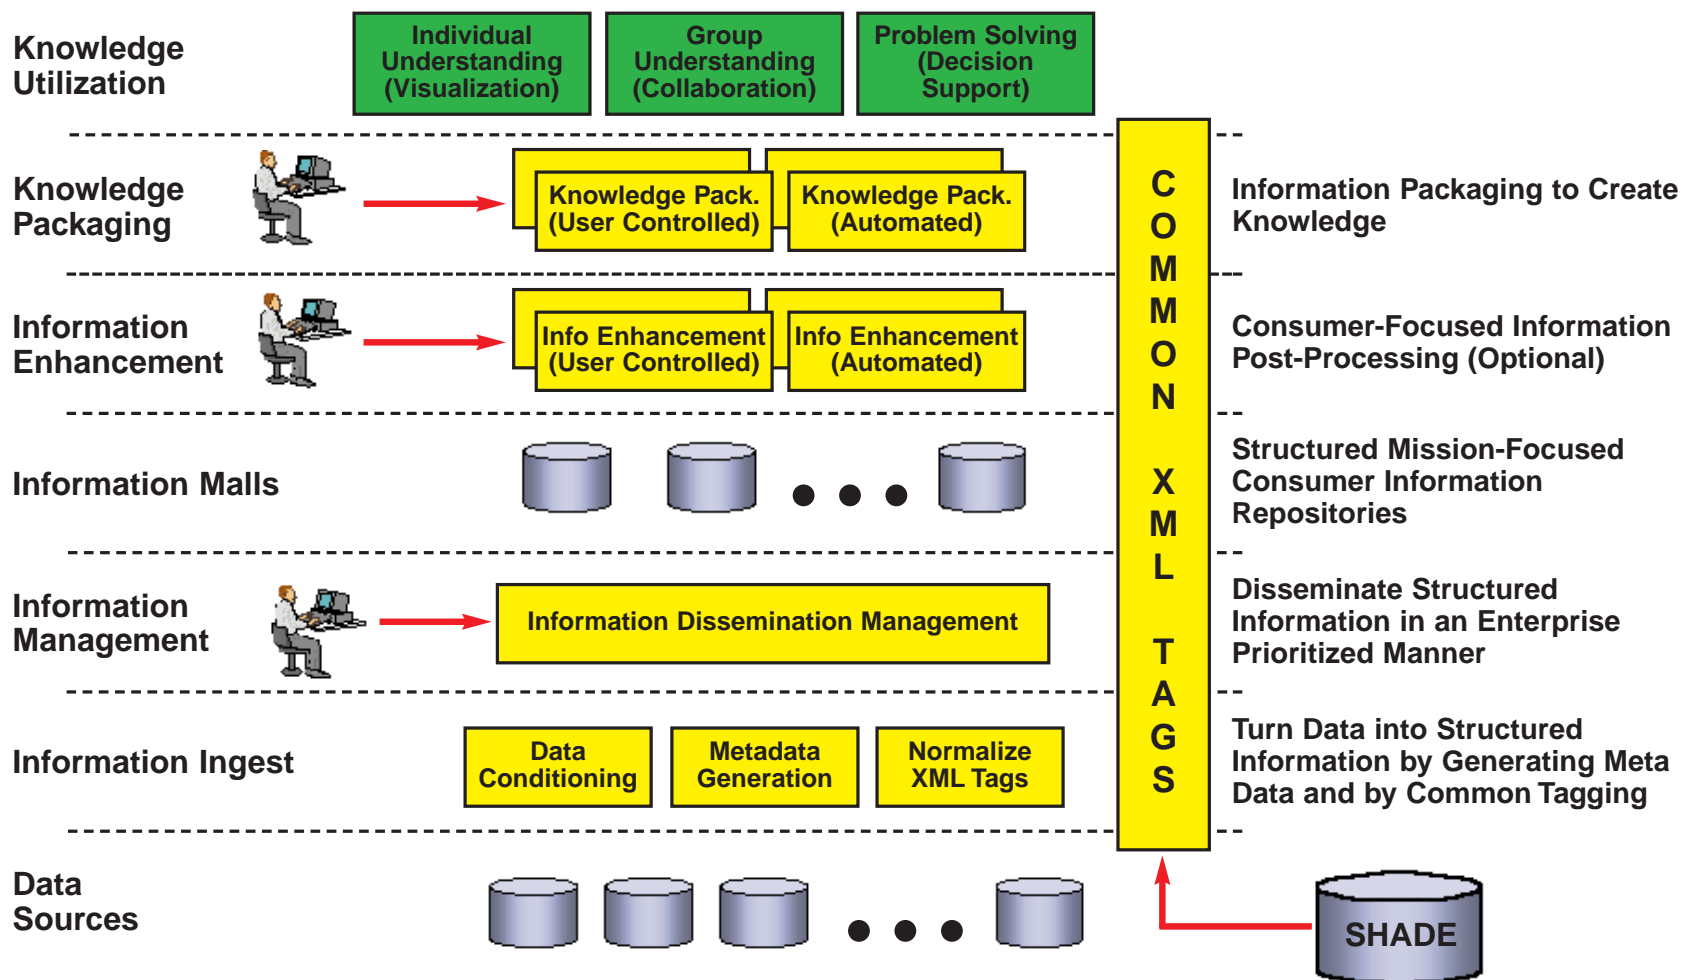 Knowledge
Utilization
Individual
Understanding
(Visualization)
Group
Understanding
(Collaboration)
Problem Solving
(Decision
Support)
Knowledge
Packaging
Knowledge Pack.
(User Controlled)
Knowledge Pack.
(Automated)
Information Packaging to Create
Knowledge
Information
Enhancement
Info Enhancement
(User Controlled)
Info Enhancement
(Automated)
Consumer-Focused Information
Post-Processing (Optional)
Information Malls
Structured Mission-Focused
Consumer Information
Repositories
Information
Management
Information Dissemination Management
Disseminate Structured
Information in an Enterprise
Prioritized Manner
Information Ingest
Data
Conditioning
Metadata
Generation
Normalize
XML Tags
Turn Data into Structured
Information by Generating Meta
Data and by Common Tagging
COMMON XML TAGS
Data
Sources
SHADE